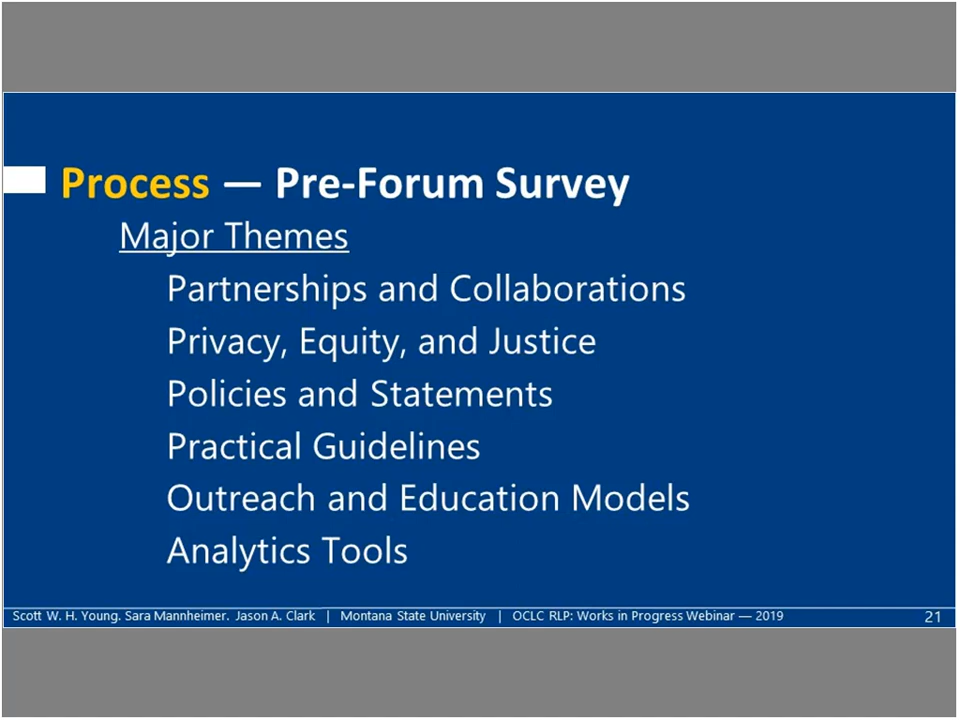 Process — Pre-Forum Survey
Major Themes
Partnerships and Collaborations
Privacy, Equity, and Justice
Policies and Statements
Practical Guidelines
Outreach and Education Models
Analytics Tools
Scott W. H. Young. Sara Mannheimer. Jason A. Clark | Montana State University | OCLC RLP: Works in Progress Webinar — 2019 21